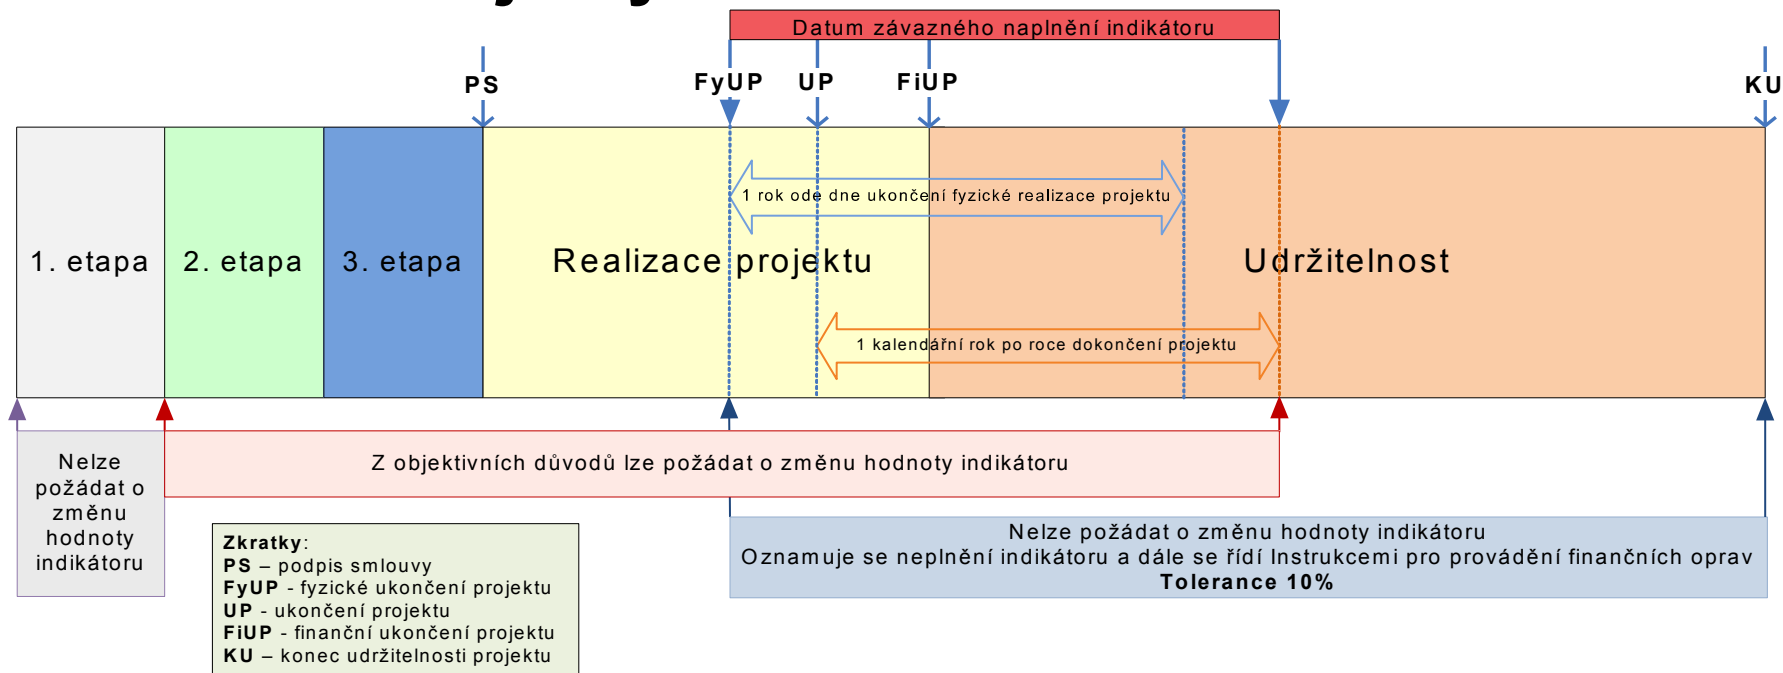 Datum závazného naplnění indikátoru
PS
FyUP
UP
FiUP
KU
1 rok ode dne ukončení fyzické realizace projektu
1. etapa
2. etapa
3. etapa
Realizace projektu
Udržitelnost
1 kalendářní rok po roce dokončení projektu
Nelze
požádat o
změnu
hodnoty
indikátoru
Z objektivních důvodů lze požádat o změnu hodnoty indikátoru
Nelze požádat o změnu hodnoty indikátoru
Oznamuje se neplnění indikátoru a dále se řídí Instrukcemi pro provádění finančních oprav
Tolerance 10%
Zkratky:
PS – podpis smlouvy
FyUP - fyzické ukončení projektu
UP - ukončení projektu
FiUP - finanční ukončení projektu
KU – konec udržitelnosti projektu